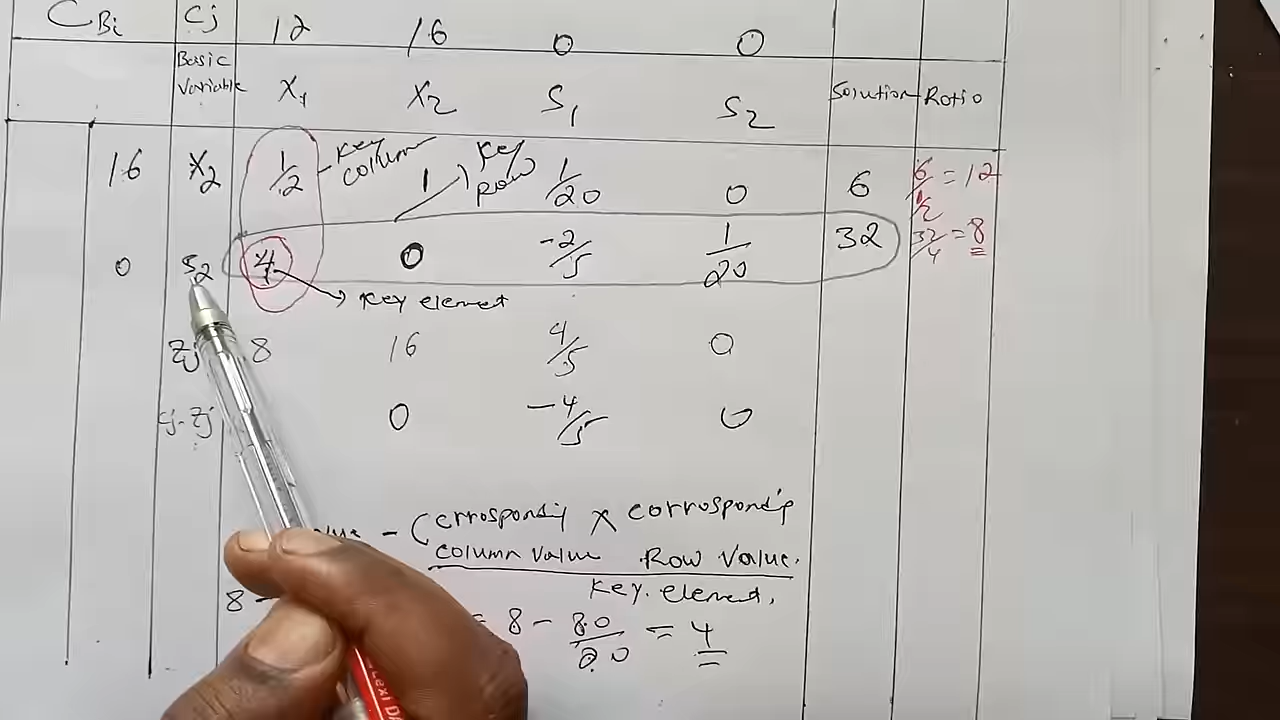 CBi Cj 12 16 0 0
Basic variable X1 X2 S1 S2 Solution Ratio
16 X2 1/2 1 1/20 0 6 6/1/2 = 12
Key column
Key Row
0 S2 4 0 -2/5 1/20 32 32/4 = 8
Key element
Zj 8 16 4/5 0
Cj-Zj 0 -4/5 0
- (corrospondig X corrospondig
column value Row value.
Key. element,
8 - = 8 - 80/20 = 4